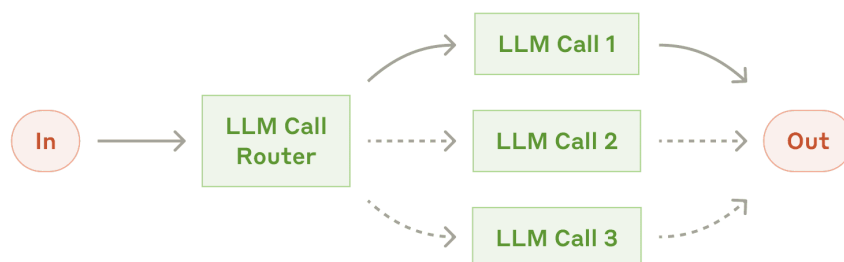 In
LLM Call
Router
LLM Call 1
LLM Call 2
LLM Call 3
Out